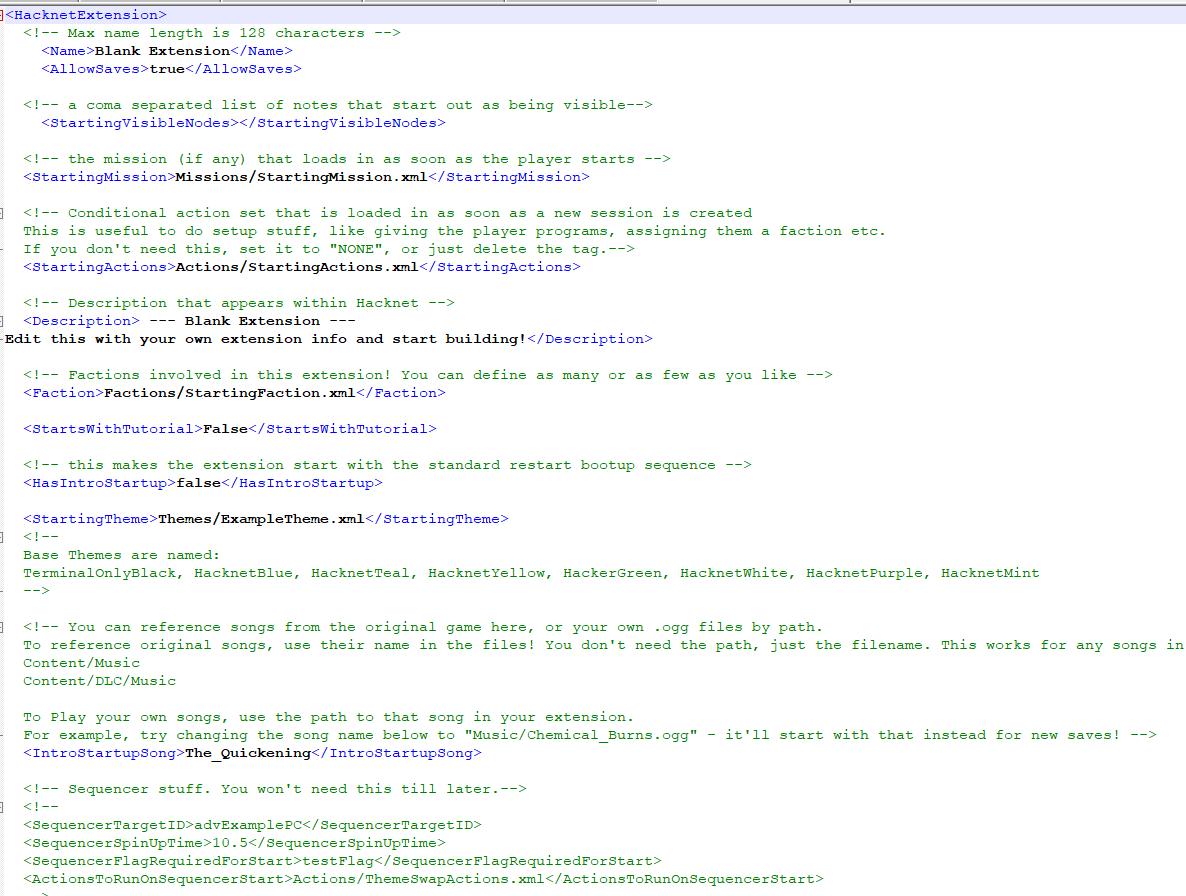 <HacknetExtension>
<!-- Max name length is 128 characters -->
<Name>Blank Extension</Name>
<AllowSaves>true</AllowSaves>
<!-- a coma separated list of notes that start out as being visible-->
<StartingVisibleNodes></StartingVisibleNodes>
<!-- the mission (if any) that loads in as soon as the player starts -->
<StartingMission>Missions/StartingMission.xml</StartingMission>
<!-- Conditional action set that is loaded in as soon as a new session is created
This is useful to do setup stuff, like giving the player programs, assigning them a faction etc.
If you don't need this, set it to "NONE", or just delete the tag.-->
<StartingActions>Actions/StartingActions.xml</StartingActions>
<!-- Description that appears within Hacknet -->
<Description> --- Blank Extension ---
Edit this with your own extension info and start building!</Description>
<!-- Factions involved in this extension! You can define as many or as few as you like -->
<Faction>Factions/StartingFaction.xml</Faction>
<StartsWithTutorial>False</StartsWithTutorial>
<!-- this makes the extension start with the standard restart bootup sequence -->
<HasIntroStartup>false</HasIntroStartup>
<StartingTheme>Themes/ExampleTheme.xml</StartingTheme>
<!--
Base Themes are named:
TerminalOnlyBlack, HacknetBlue, HacknetTeal, HacknetYellow, HackerGreen, HacknetWhite, HacknetPurple, HacknetMint
-->
<!-- You can reference songs from the original game here, or your own .ogg files by path.
To reference original songs, use their name in the files! You don't need the path, just the filename. This works for any songs in
Content/Music
Content/DLC/Music
To Play your own songs, use the path to that song in your extension.
For example, try changing the song name below to "Music/Chemical_Burns.ogg" - it'll start with that instead for new saves! -->
<IntroStartupSong>The_Quickening</IntroStartupSong>
<!-- Sequencer stuff. You won't need this till later.-->
<!--
<SequencerTargetID>advExamplePC</SequencerTargetID>
<SequencerSpinUpTime>10.5</SequencerSpinUpTime>
<SequencerFlagRequiredForStart>testFlag</SequencerFlagRequiredForStart>
<ActionsToRunOnSequencerStart>Actions/ThemeSwapActions.xml</ActionsToRunOnSequencerStart>